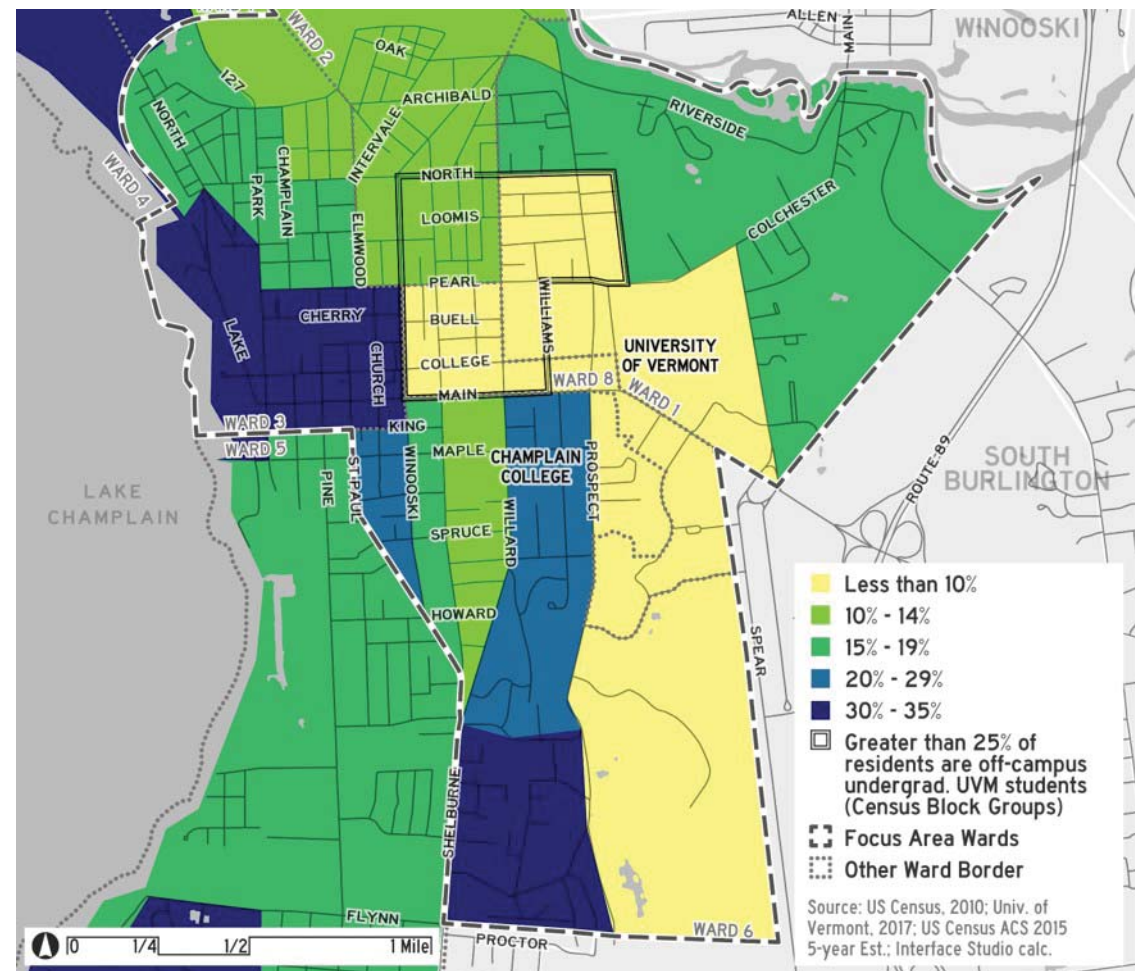 ALLEN
MAIN
WINOOSKI
WARD 2
OAK
127
ARCHIBALD
NORTH
INTERVALE
RIVERSIDE
CHAMPLAIN
PARK
WARD 4
NORTH
LOOMIS
ELMWOOD
COLCHESTER
PEARL
WILLIAMS
CHERRY
BUELL
LAKE
CHURCH
COLLEGE
UNIVERSITY
OF VERMONT
MAIN
WARD 8
WARD 1
WARD 3
WARD 5
KING
MAPLE
WINOOSKI
CHAMPLAIN
COLLEGE
PROSPECT
PINE
ST PAUL
WILLARD
SPRUCE
HOWARD
LAKE
CHAMPLAIN
ROUTE 89
SOUTH
BURLINGTON
SPEAR
SHELBURNE
FLYNN
PROCTOR
WARD 6
Less than 10%
10% - 14%
15% - 19%
20% - 29%
30% - 35%
Greater than 25% of
residents are off-campus
undergrad. UVM students
(Census Block Groups)
Focus Area Wards
Other Ward Border
Source: US Census, 2010; Univ. of
Vermont, 2017; US Census ACS 2015
5-year Est.; Interface Studio calc.
0 1/4 1/2 1 Mile